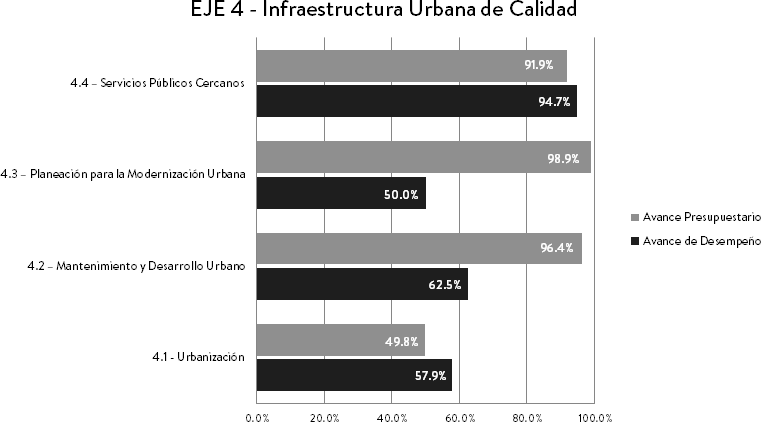 EJE 4 - Infraestructura Urbana de Calidad
4.4 – Servicios Públicos Cercanos
91.9%
94.7%
4.3 – Planeación para la Modernización Urbana
98.9%
50.0%
4.2 – Mantenimiento y Desarrollo Urbano
96.4%
62.5%
4.1 - Urbanización
49.8%
57.9%
Avance Presupuestario
Avance de Desempeño
0.0% 20.0% 40.0% 60.0% 80.0% 100.0%